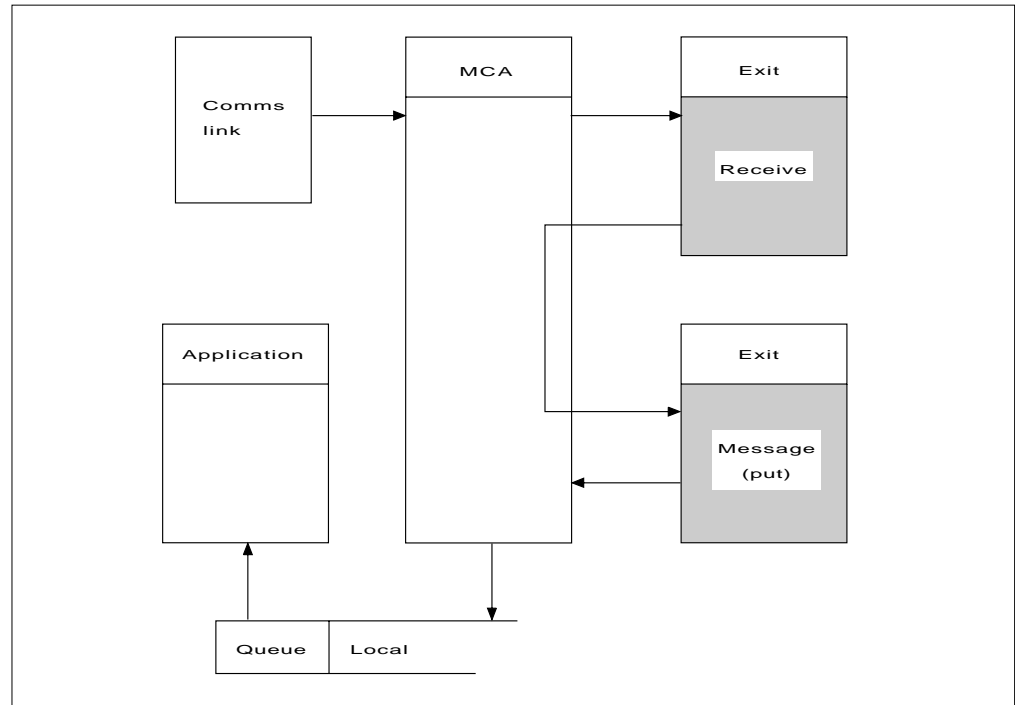 MCA
Exit
Comms
link
Receive
Application
Exit
Message
(put)
Queue
Local